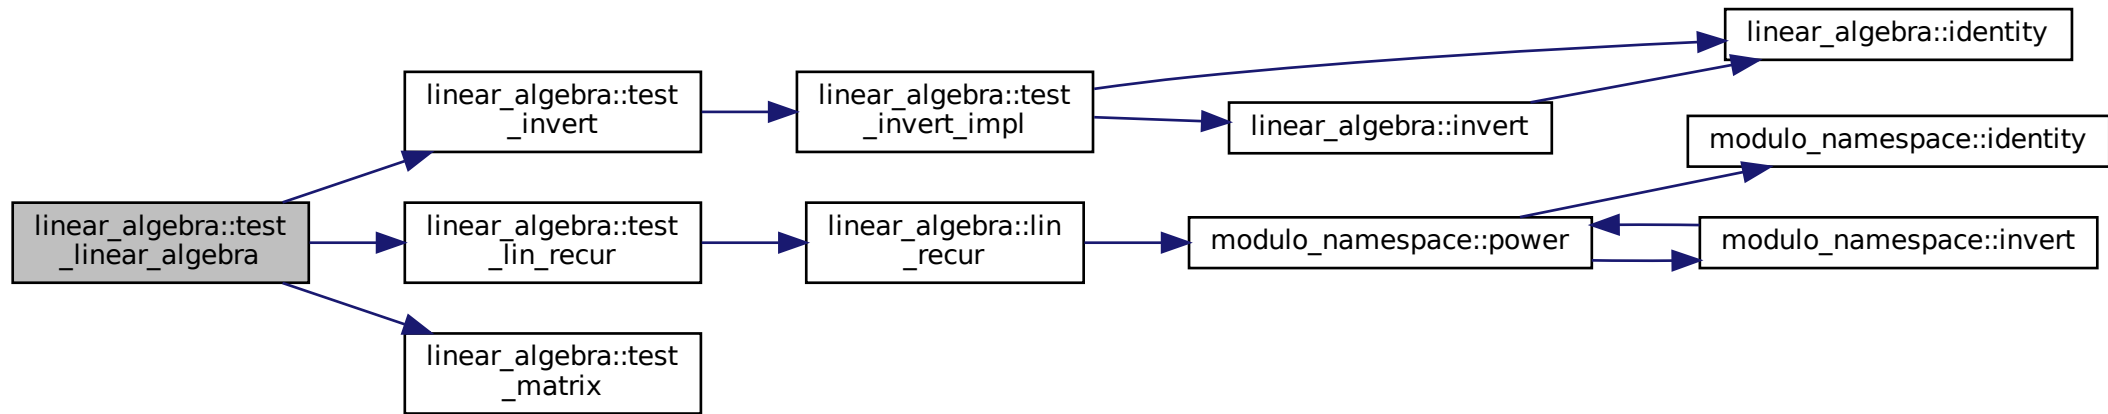 linear_algebra::test
_linear_algebra
linear_algebra::test
_invert
linear_algebra::test
_invert_impl
linear_algebra::identity
linear_algebra::invert
linear_algebra::test
_lin_recur
linear_algebra::lin
_recur
modulo_namespace::power
modulo_namespace::identity
modulo_namespace::invert
linear_algebra::test
_matrix